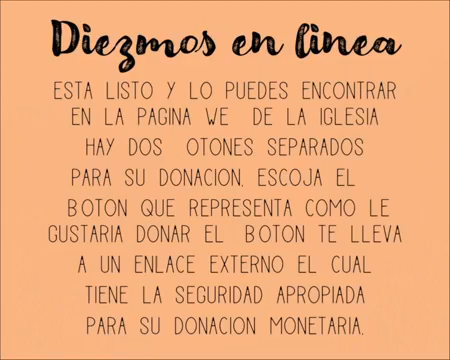 Diezmos en linea
ESTA LISTO Y LO PUEDES ENCONTRAR
EN LA PAGINA WE  DE LA IGLESIA
HAY DOS  OTONES SEPARADOS
PARA SU DONACION. ESCOJA EL
BOTON QUE REPRESENTA COMO LE
GUSTARIA DONAR EL BOTON TE LLEVA
A UN ENLACE EXTERNO EL CUAL
TIENE LA SEGURIDAD APROPIADA
PARA SU DONACION MONETARIA.